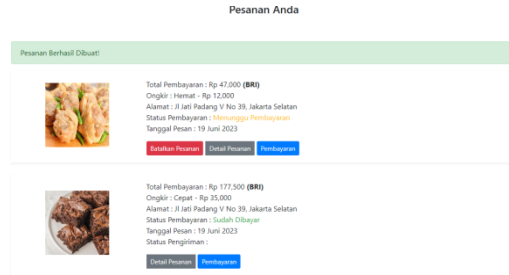 Pesanan Anda
Pesanan Berhasil Dibuat!
Total Pembayaran : Rp 47,000 (BRI)
Ongkir : Hemat - Rp 12,000
Alamat : Jl Jati Padang V No 39, Jakarta Selatan
Status Pembayaran : Menunggu Pembayaran
Tanggal Pesan : 19 Juni 2023
Batalkan Pesanan Detail Pesanan Pembayaran
Total Pembayaran : Rp 177,500 (BRI)
Ongkir : Cepat - Rp 35,000
Alamat : Jl Jati Padang V No 39, Jakarta Selatan
Status Pembayaran : Sudah Dibayar
Tanggal Pesan : 19 Juni 2023
Status Pengiriman :
Detail Pesanan Pembayaran